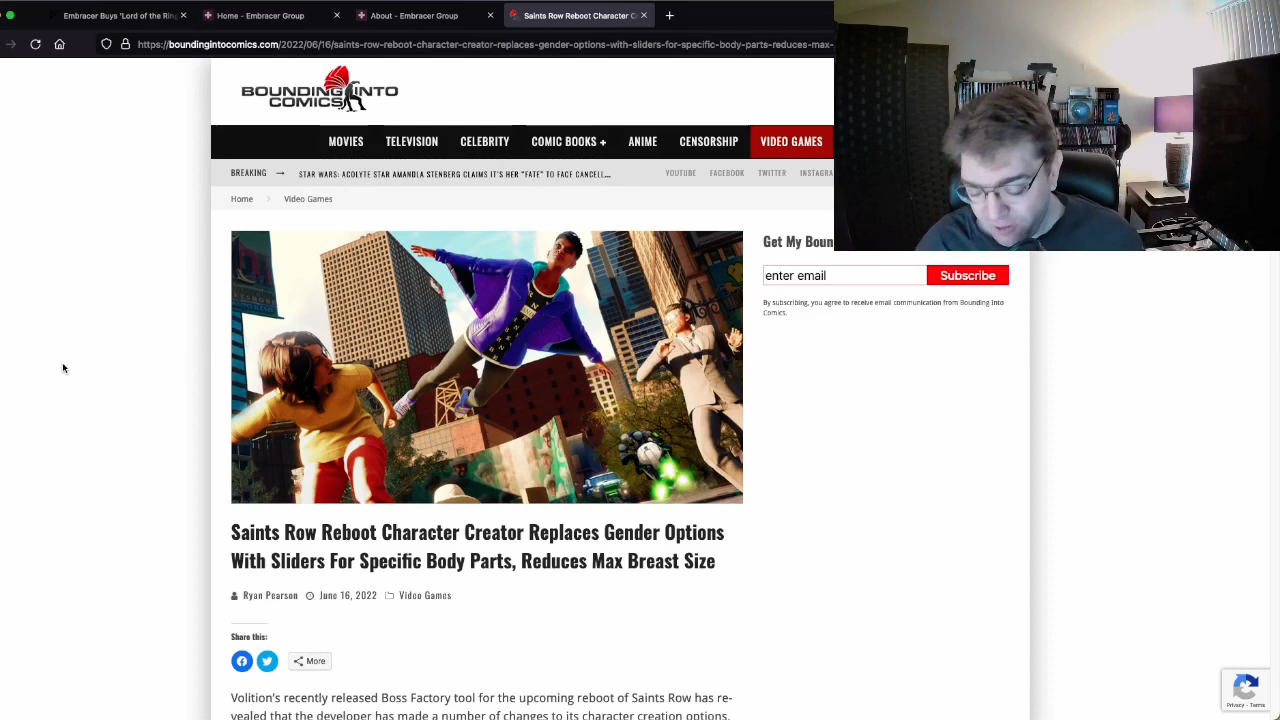 Embracer Buys 'Lord of the Ring
Home - Embracer Group
About - Embracer Group
Saints Row Reboot Character C
https://boundingintocomics.com/2022/06/16/saints-row-reboot-character-creator-replaces-gender-options-with-sliders-for-specific-body-parts-reduces-max-
BOUNDING INTO
COMICS
MOVIES TELEVISION CELEBRITY COMIC BOOKS + ANIME CENSORSHIP VIDEO GAMES
BREAKING → STAR WARS: ACOLYTE STAR AMANDLA STENBERG CLAIMS IT'S HER "FATE" TO FACE CANCELL... YOUTUBE FACEBOOK TWITTER INSTAGRA
Home > Video Games
Get My Boun
enter email Subscribe
By subscribing, you agree to receive email communication from Bounding Into
Comics.
Saints Row Reboot Character Creator Replaces Gender Options
With Sliders For Specific Body Parts, Reduces Max Breast Size
Ryan Pearson June 16, 2022 Video Games
Share this:
More
Volition's recently released Boss Factory tool for the upcoming reboot of Saints Row has re-
vealed that the developer has made a number of changes to its character creation options,
Privacy - Terms